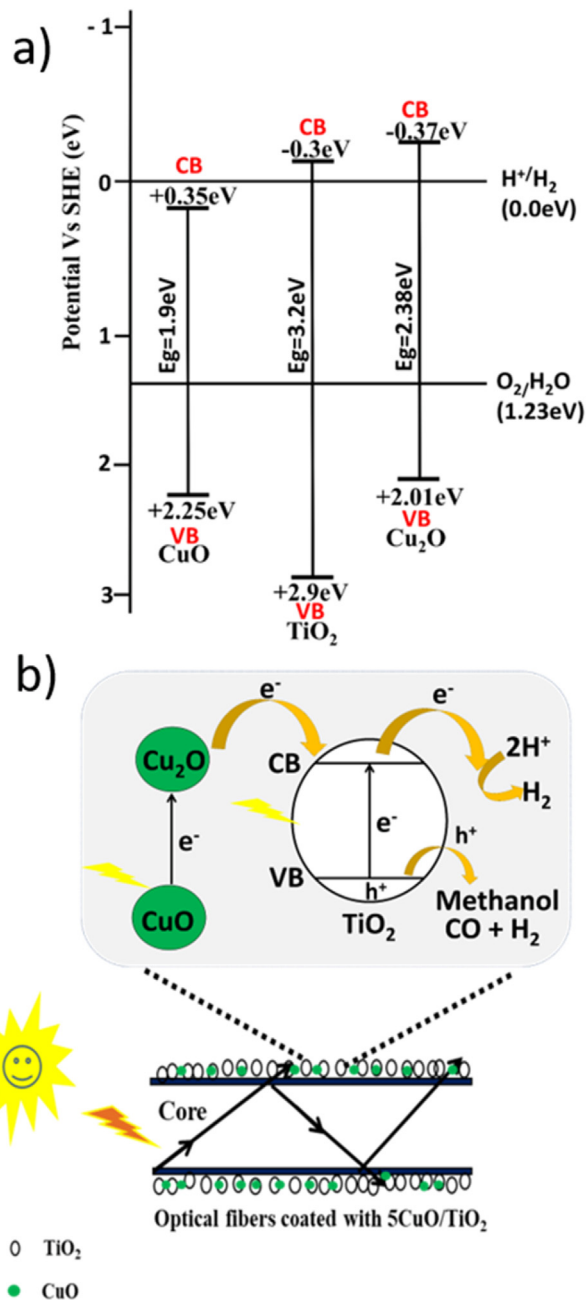 a)
- 1
Potential Vs SHE (eV)
CB
-0.37eV
CB
-0.3eV
CB
+0.35eV
0
H⁺/H₂
(0.0eV)
Eg=1.9eV
Eg=3.2eV
Eg=2.38eV
1
O₂/H₂O
(1.23eV)
2
+2.25eV
VB
CuO
+2.01eV
VB
Cu₂O
3
+2.9eV
VB
TiO₂
b)
e⁻
e⁻
Cu₂O
CB
2H⁺
H₂
e⁻
e⁻
h⁺
VB
h⁺
CuO
TiO₂
Methanol
CO + H₂
Core
Optical fibers coated with 5CuO/TiO₂
TiO₂
CuO